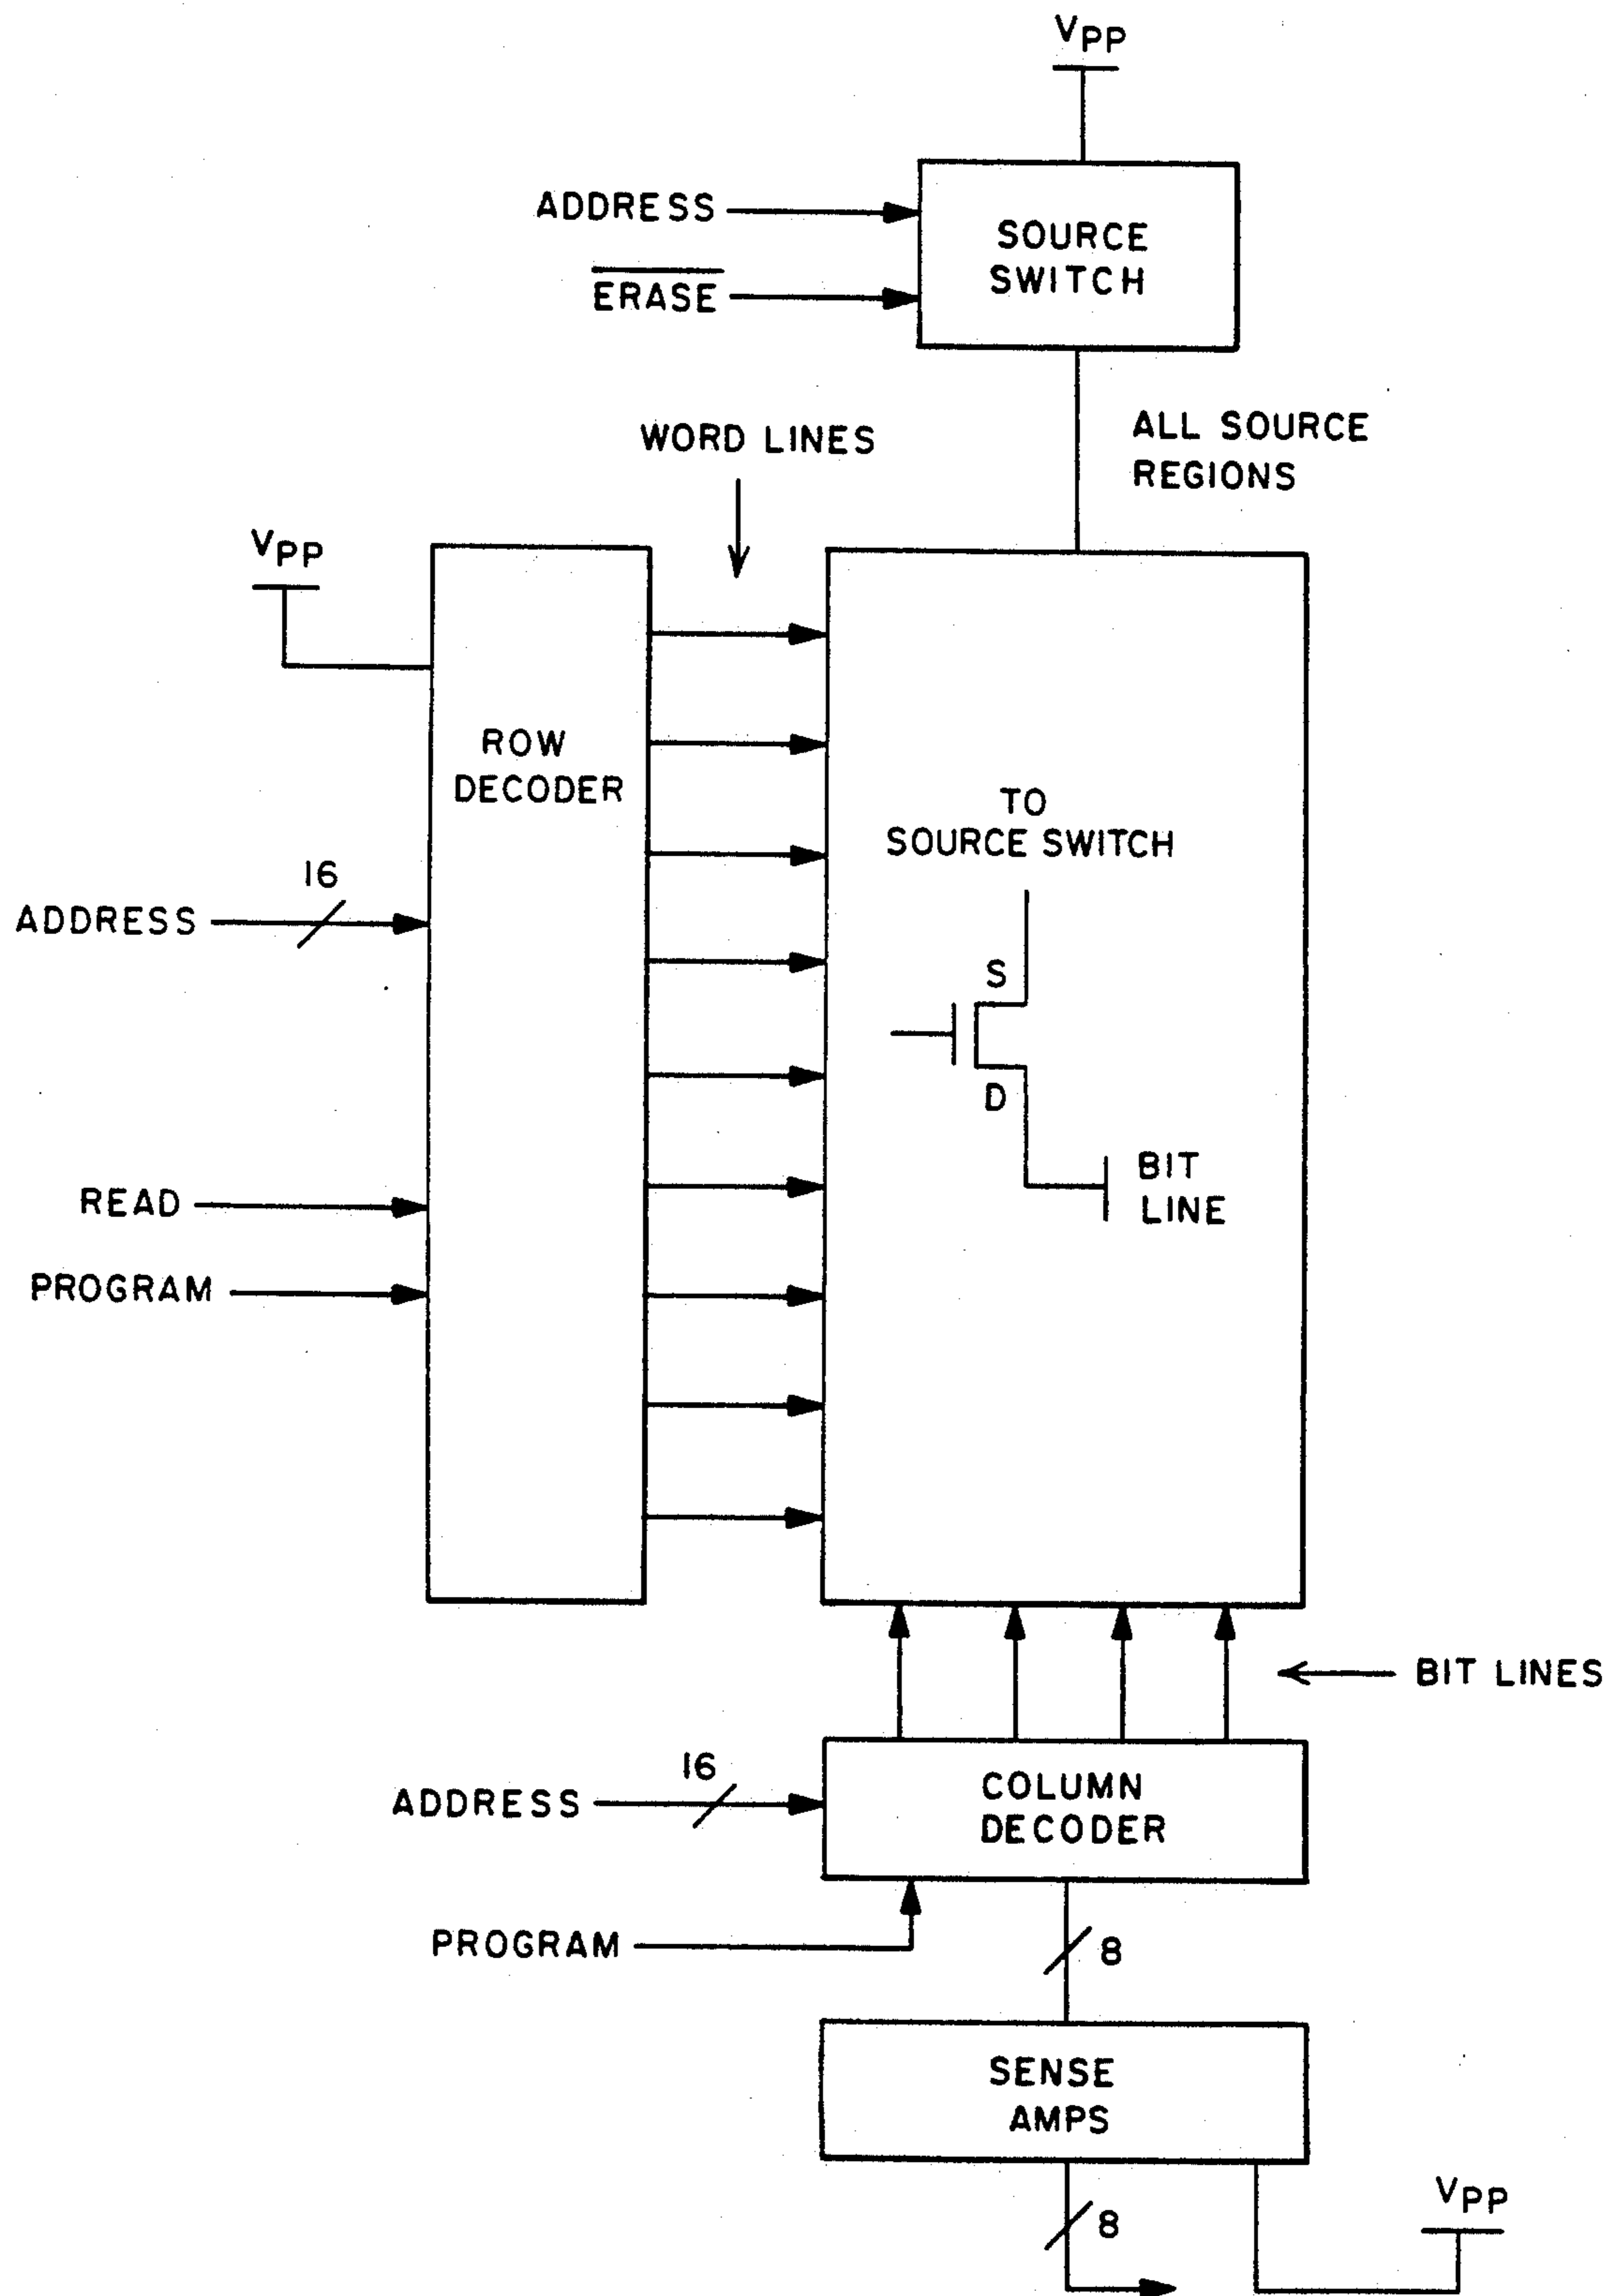 VPP
ADDRESS
ERASE
SOURCE
SWITCH
WORD LINES
ALL SOURCE
REGIONS
VPP
ROW
DECODER
TO
SOURCE SWITCH
16
ADDRESS
S
D
BIT
LINE
READ
PROGRAM
BIT LINES
16
ADDRESS
COLUMN
DECODER
PROGRAM
8
SENSE
AMPS
VPP
8